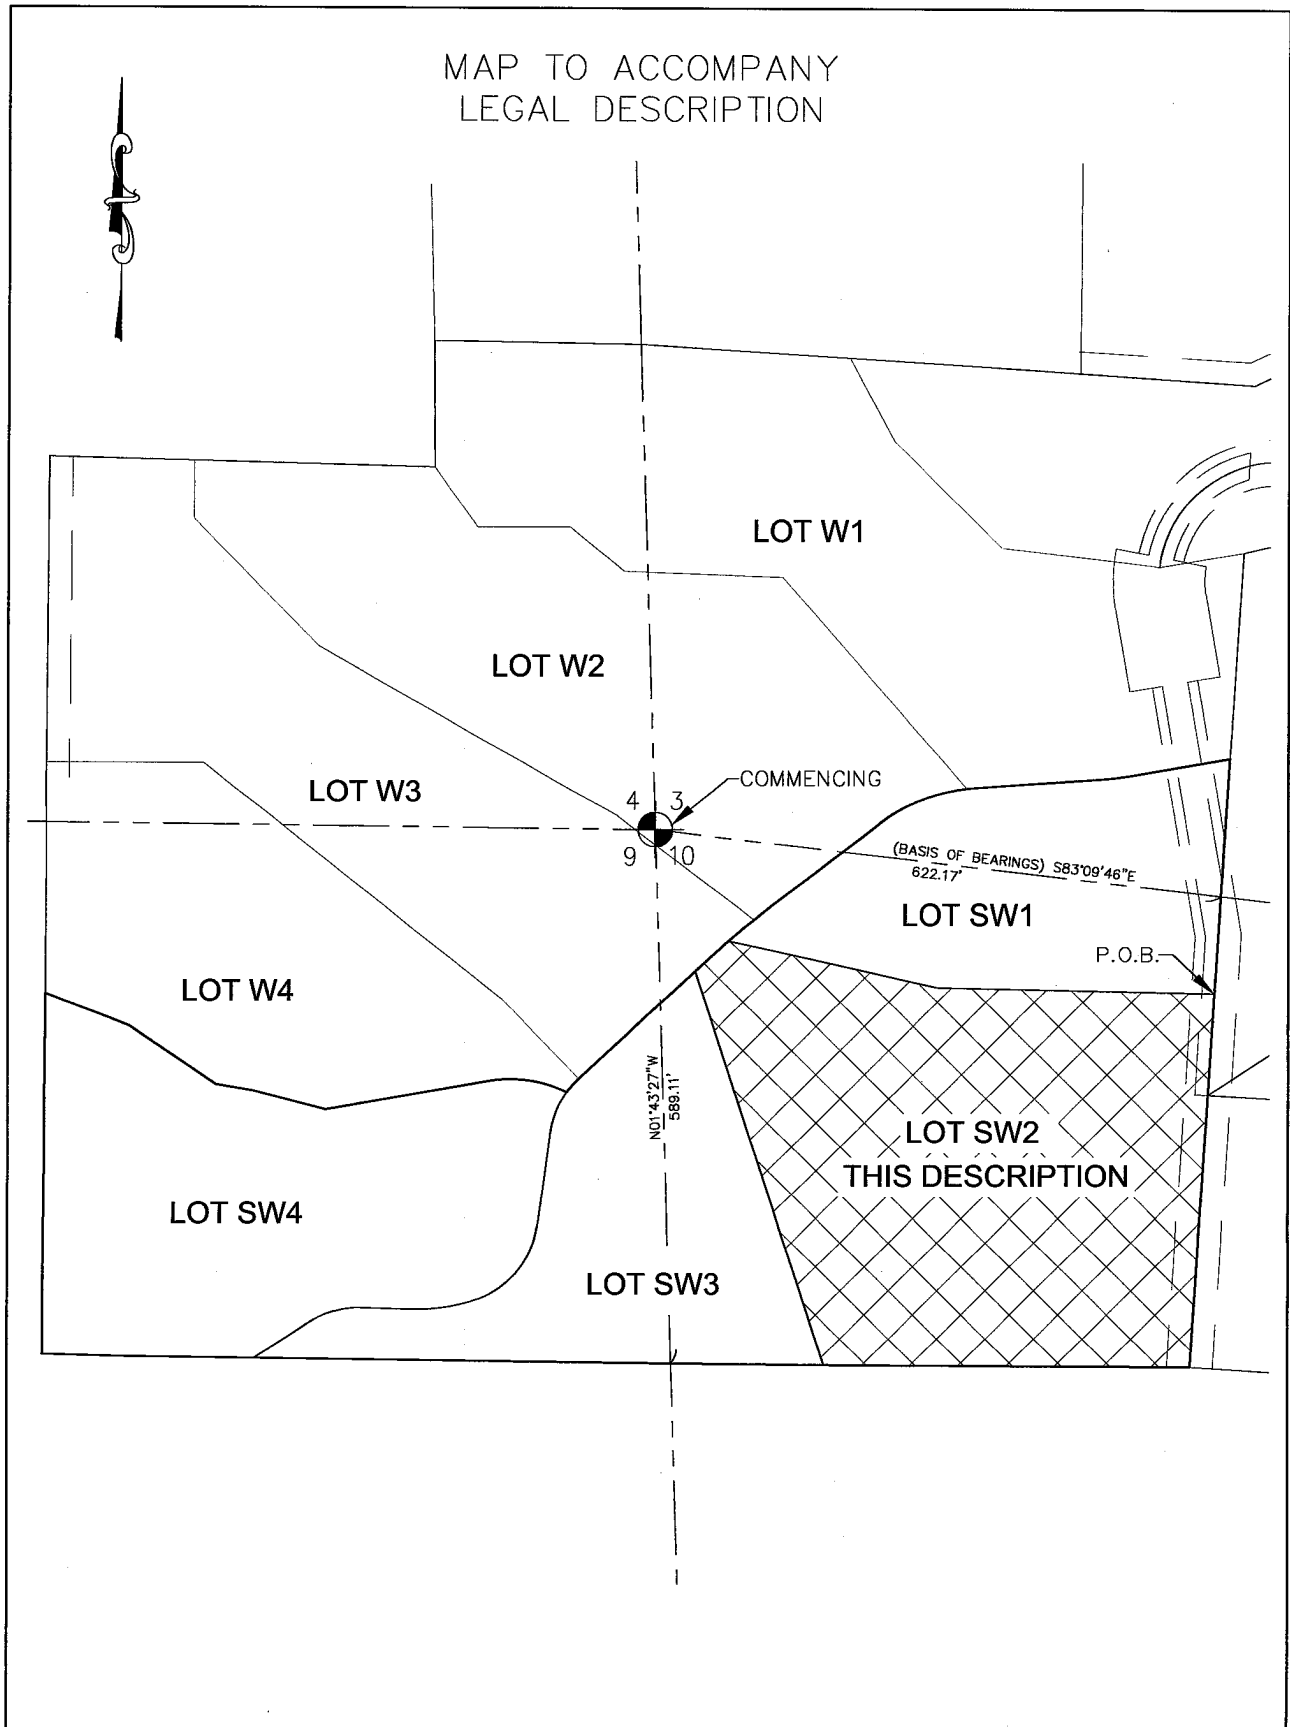 MAP TO ACCOMPANY
LEGAL DESCRIPTION
LOT W1
LOT W2
LOT W3
COMMENCING
4 3
9 10
(BASIS OF BEARINGS) S83°09'46"E
622.17'
LOT SW1
P.O.B.
LOT W4
N01°43'27"W
589.11'
LOT SW2
THIS DESCRIPTION
LOT SW4
LOT SW3